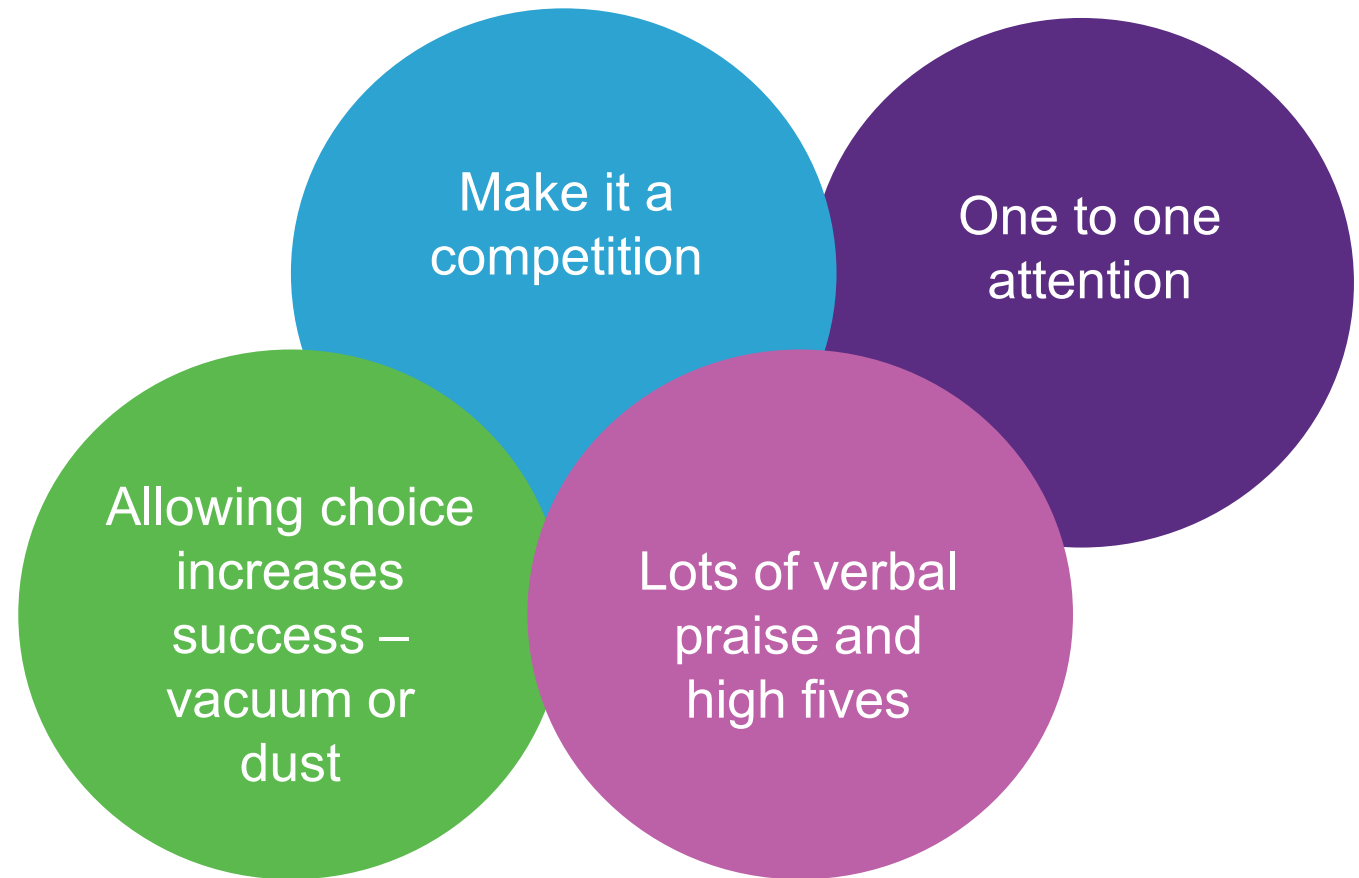 Make it a
competition
One to one
attention
Allowing choice
increases
success –
vacuum or
dust
Lots of verbal
praise and
high fives